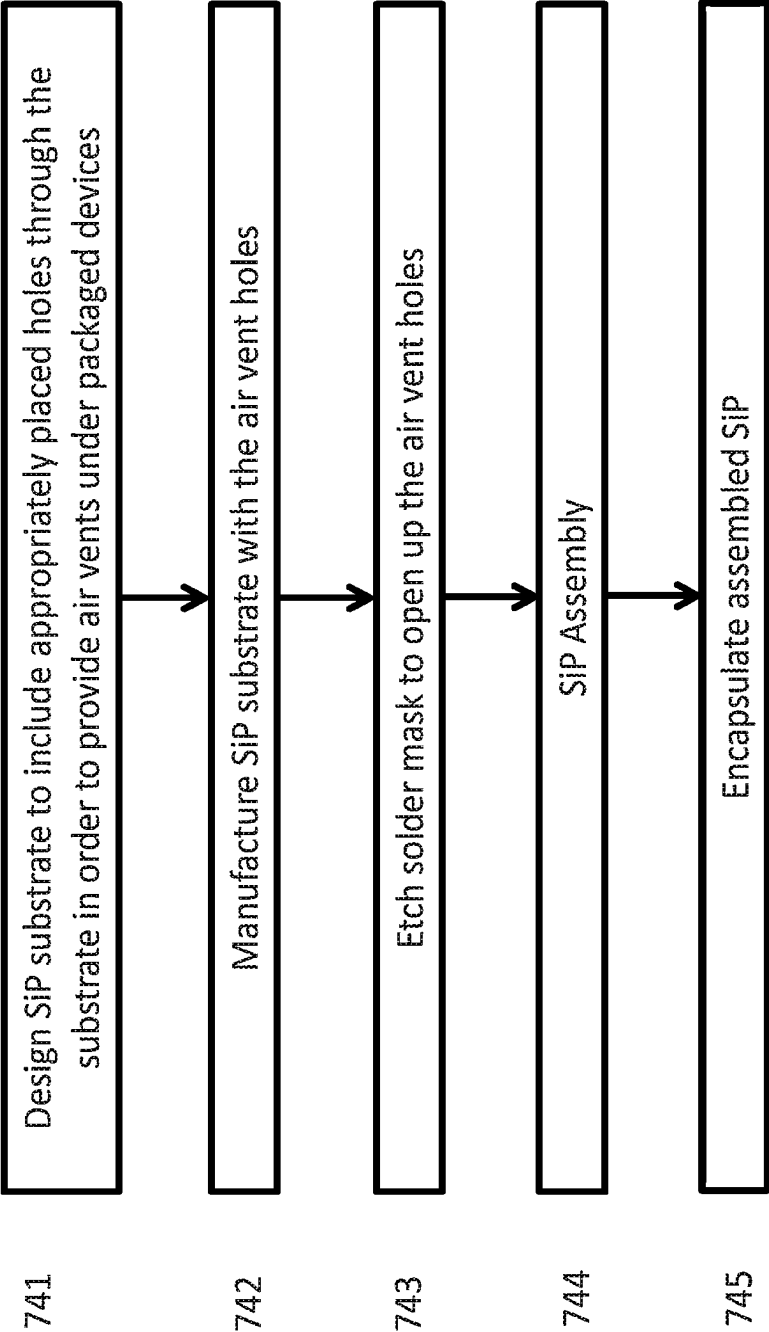 741
Design SiP substrate to include appropriately placed holes through the
substrate in order to provide air vents under packaged devices
742
Manufacture SiP substrate with the air vent holes
743
Etch solder mask to open up the air vent holes
744
SiP Assembly
745
Encapsulate assembled SiP